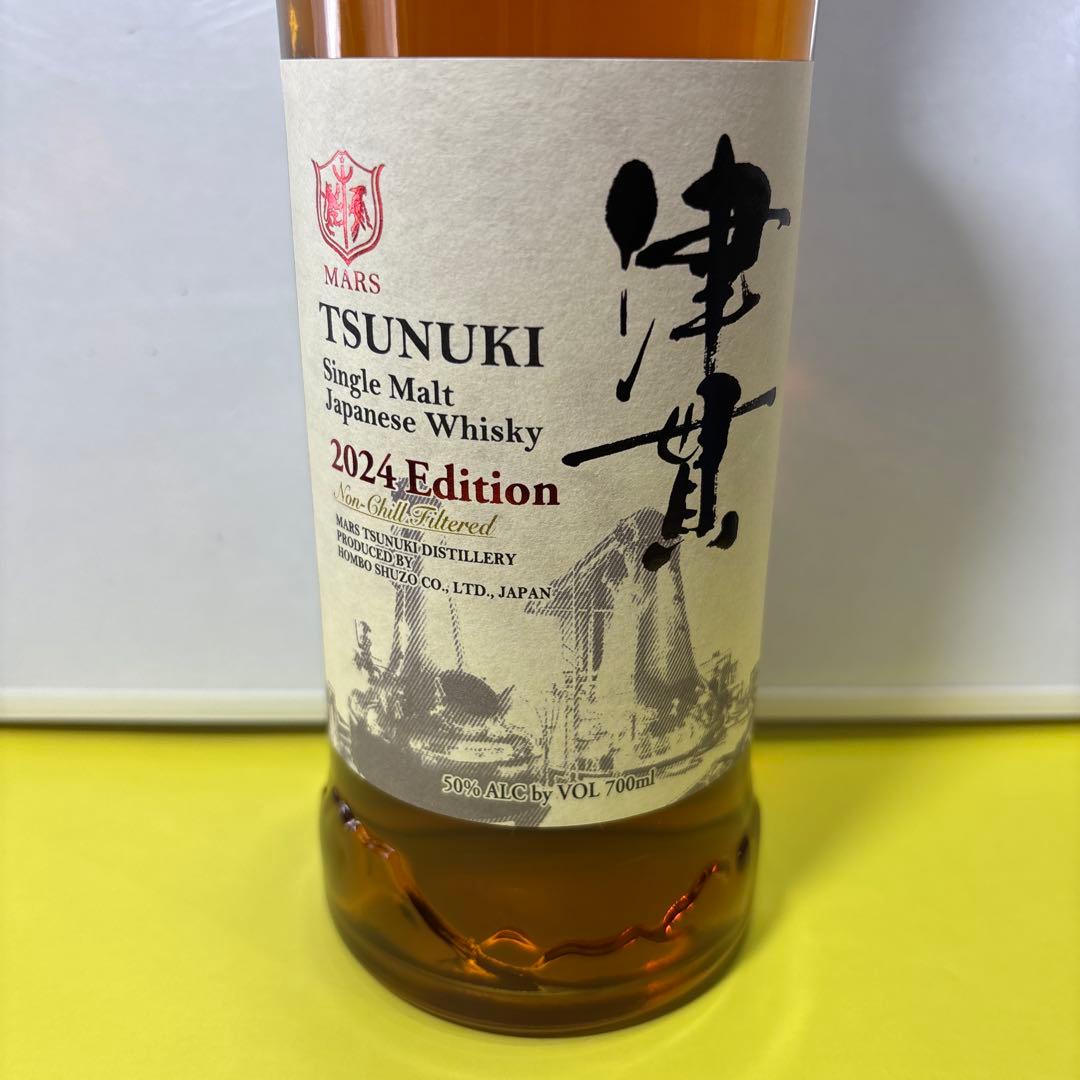 MARS
TSUNUKI
Single Malt
Japanese Whisky
2024 Edition
Non-Chill Filtered
MARS TSUNUKI DISTILLERY
PRODUCED BY
HOMBO SHUZO CO., LTD., JAPAN
津貫
50% ALC by VOL 700ml